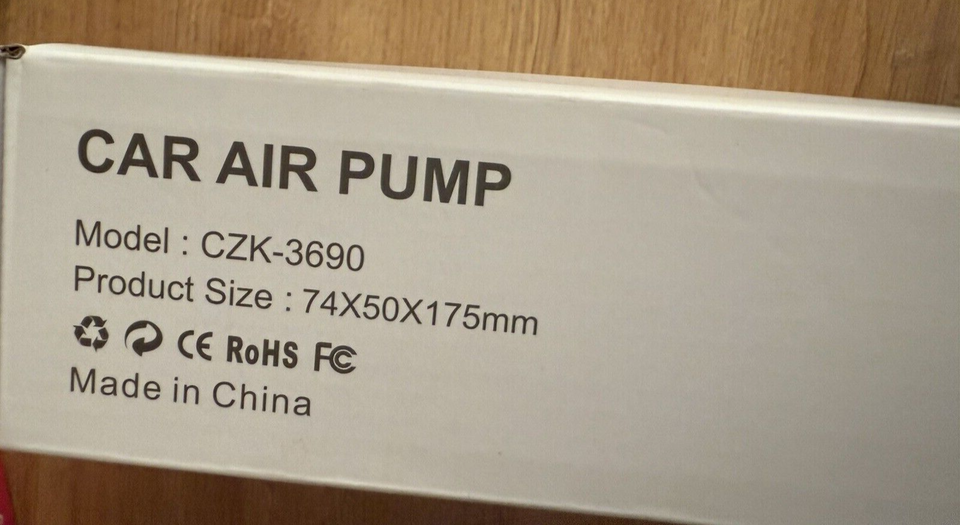 CAR AIR PUMP
Model : CZK-3690
Product Size : 74X50X175mm
CE RoHS FC
Made in China